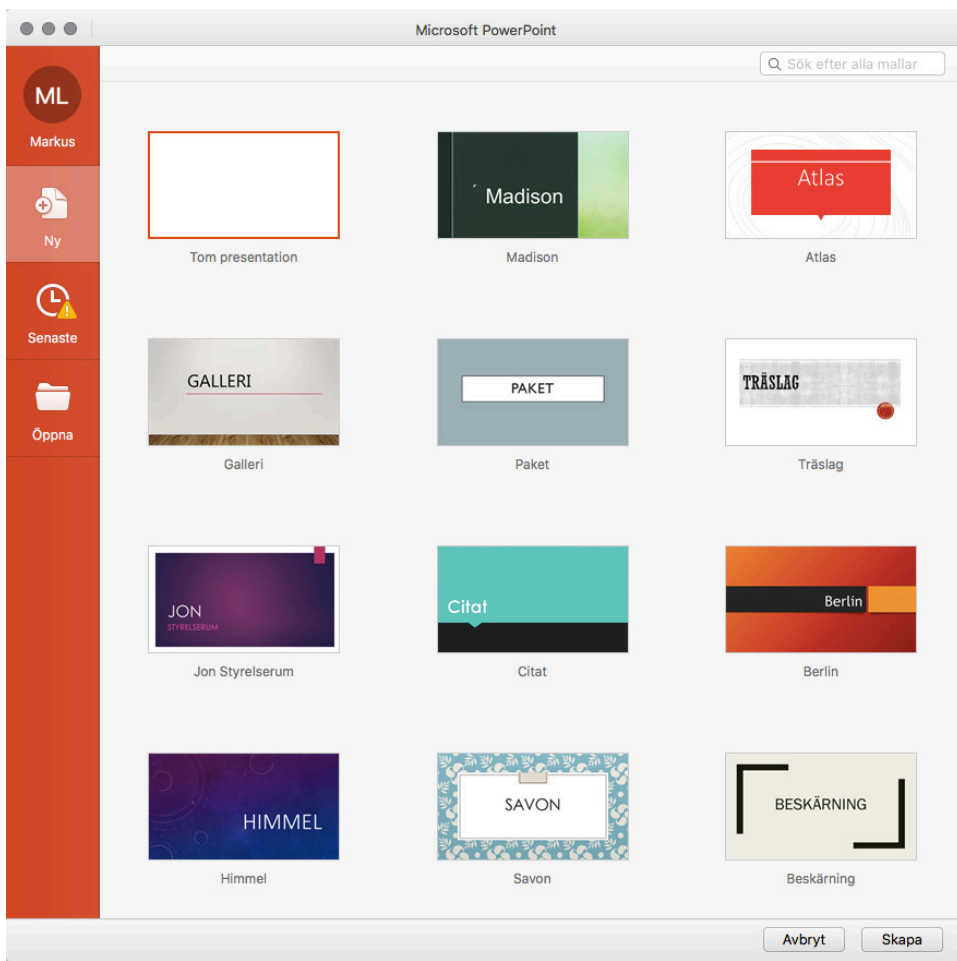 Microsoft PowerPoint
Sök efter alla mallar
ML
Markus
Ny
Senaste
Öppna
Tom presentation
Madison
Madison
Atlas
Atlas
GALLERI
Galleri
PAKET
Paket
TRÄSLAG
Träslag
JON
STYRELSERUM
Jon Styrelserum
Citat
Citat
Berlin
Berlin
HIMMEL
Himmel
SAVON
Savon
BESKÄRNING
Beskärning
Avbryt
Skapa